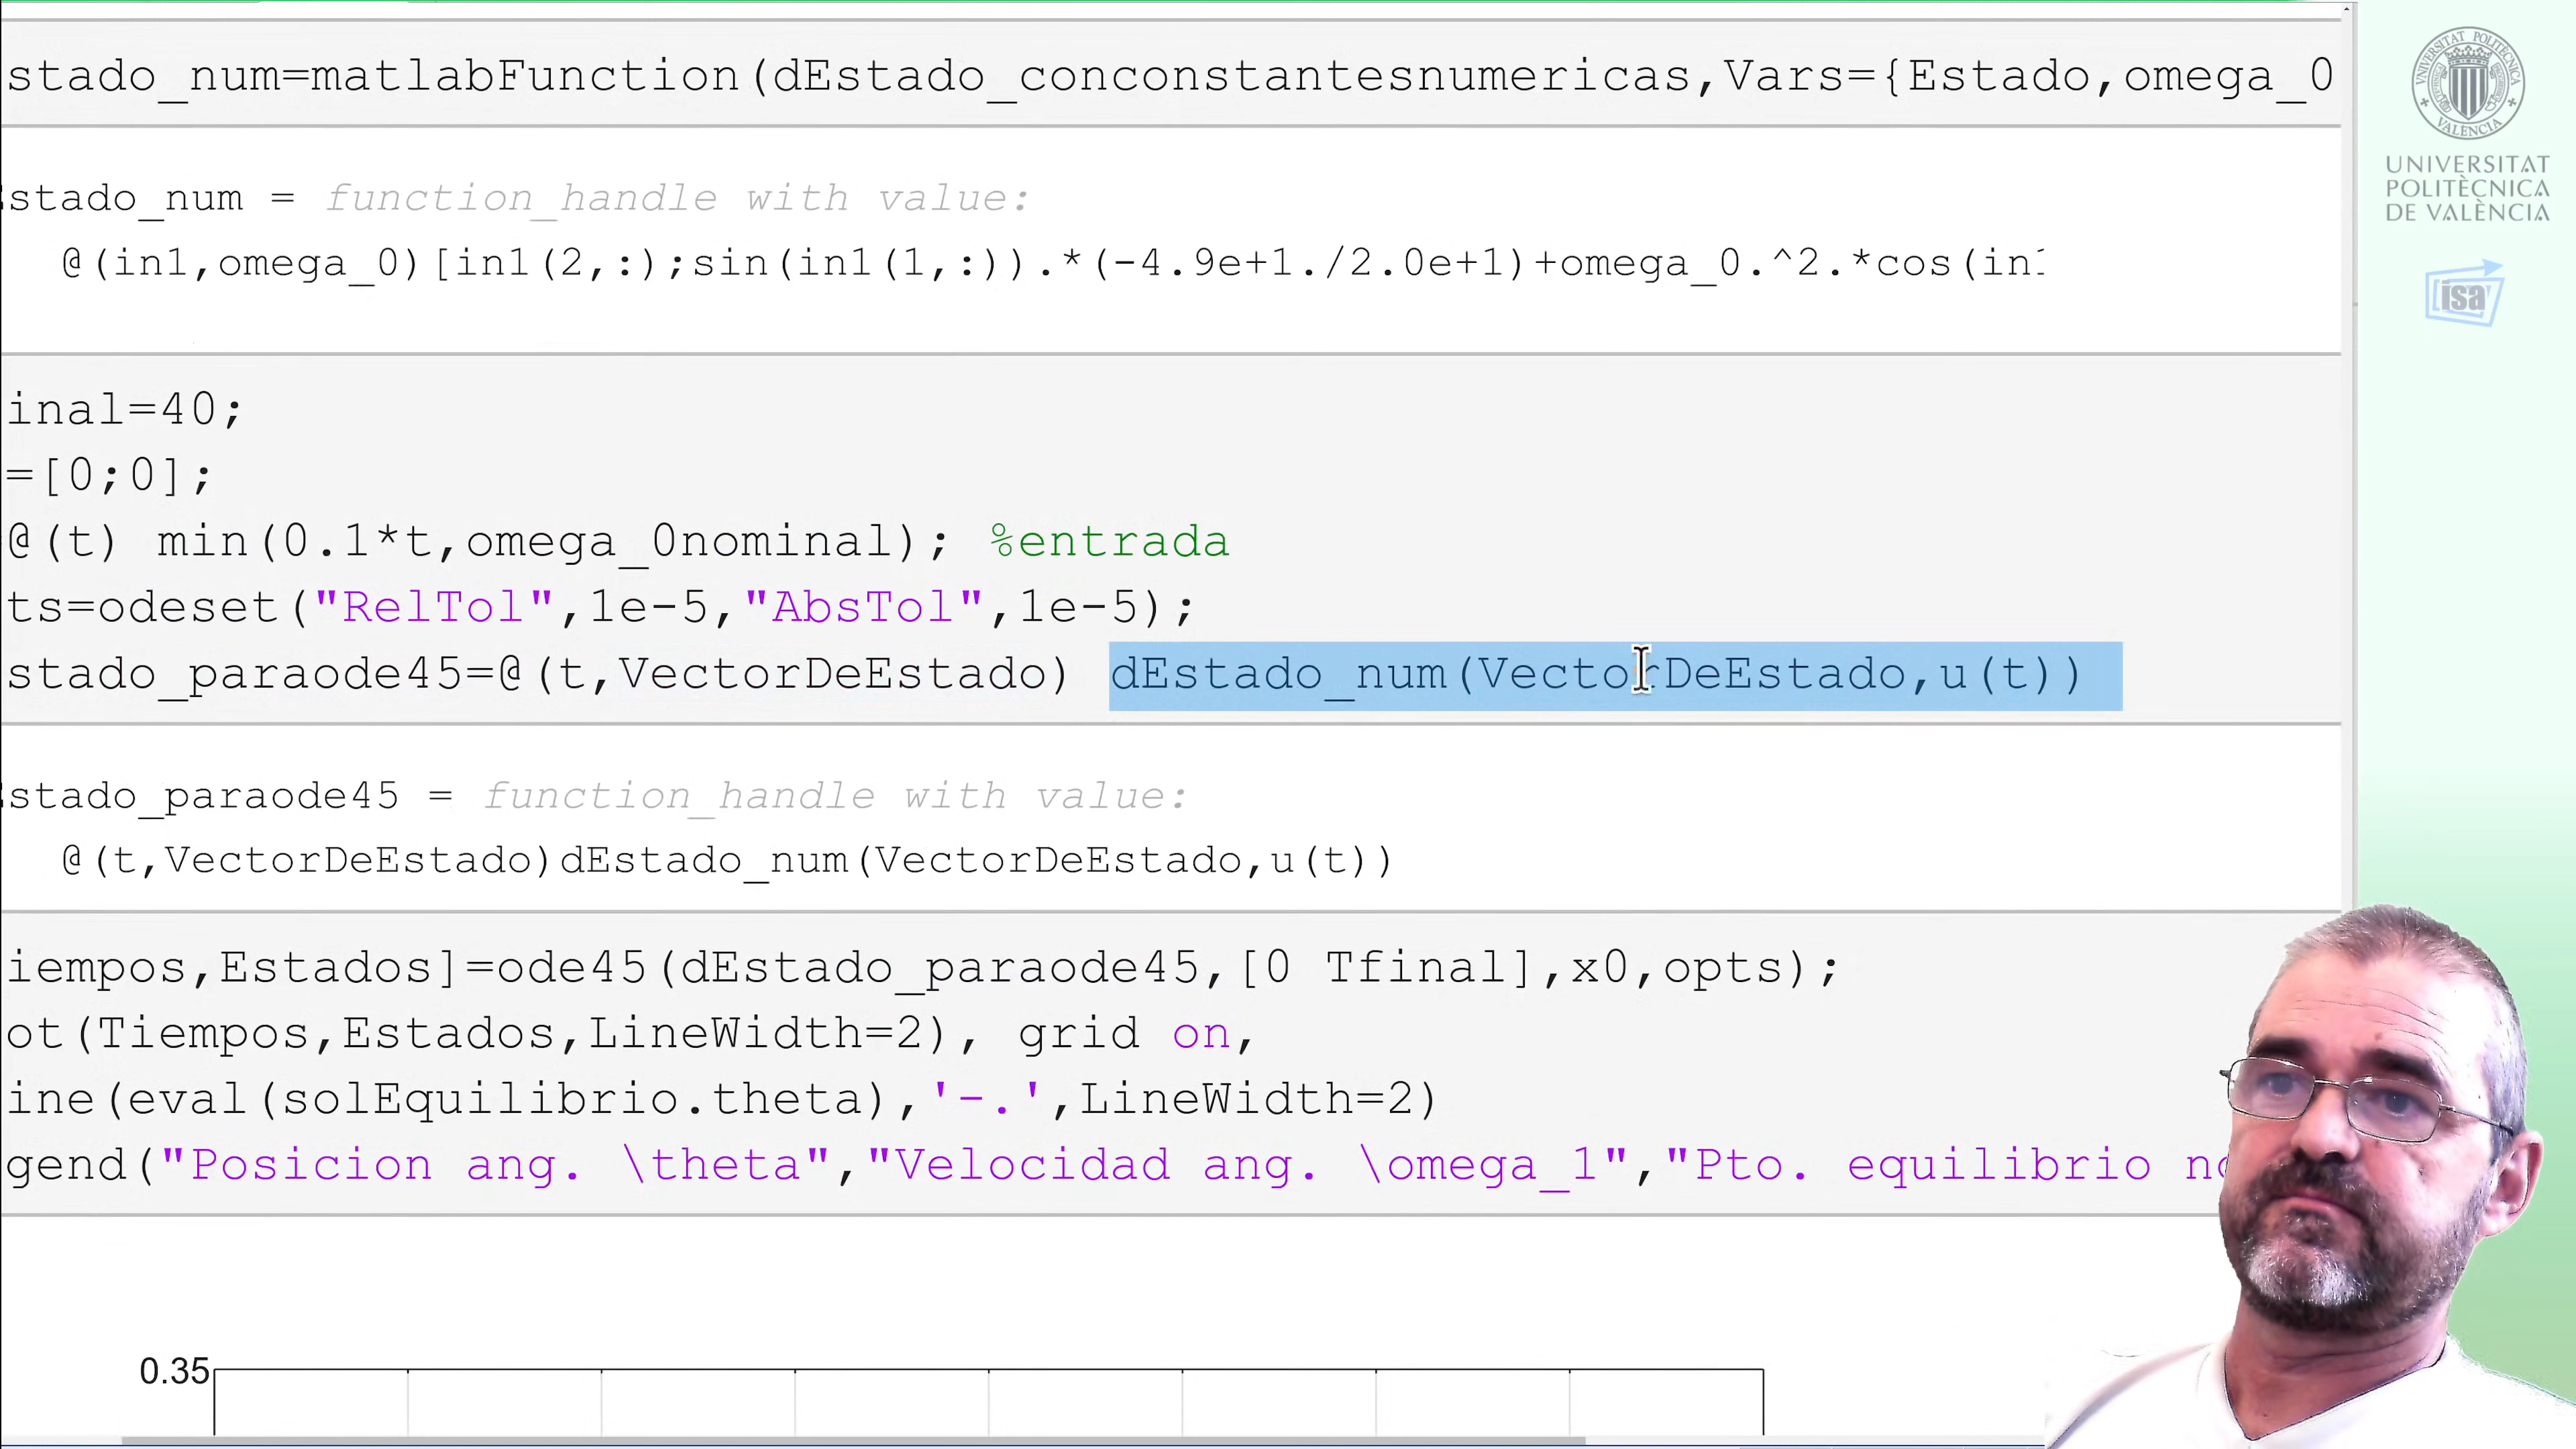 stado_num=matlabFunction(dEstado_conconstantesnumericas,Vars={Estado,omega_0
stado_num = function_handle with value:
@(in1,omega_0)[in1(2,:);sin(in1(1,:)).*(-4.9e+1./2.0e+1)+omega_0.^2.*cos(in1
inal=40;
=[0;0];
@(t) min(0.1*t,omega_0nominal); %entrada
ts=odeset("RelTol",1e-5,"AbsTol",1e-5);
stado_paraode45=@(t,VectorDeEstado) dEstado_num(VectorDeEstado,u(t))
stado_paraode45 = function_handle with value:
@(t,VectorDeEstado)dEstado_num(VectorDeEstado,u(t))
iempos,Estados]=ode45(dEstado_paraode45,[0 Tfinal],x0,opts);
ot(Tiempos,Estados,LineWidth=2), grid on,
ine(eval(solEquilibrio.theta),'-.',LineWidth=2)
gend("Posicion ang. \theta","Velocidad ang. \omega_1","Pto. equilibrio no
0.35
UNIVERSITAT
POLITÈCNICA
DE VALÈNCIA
isa